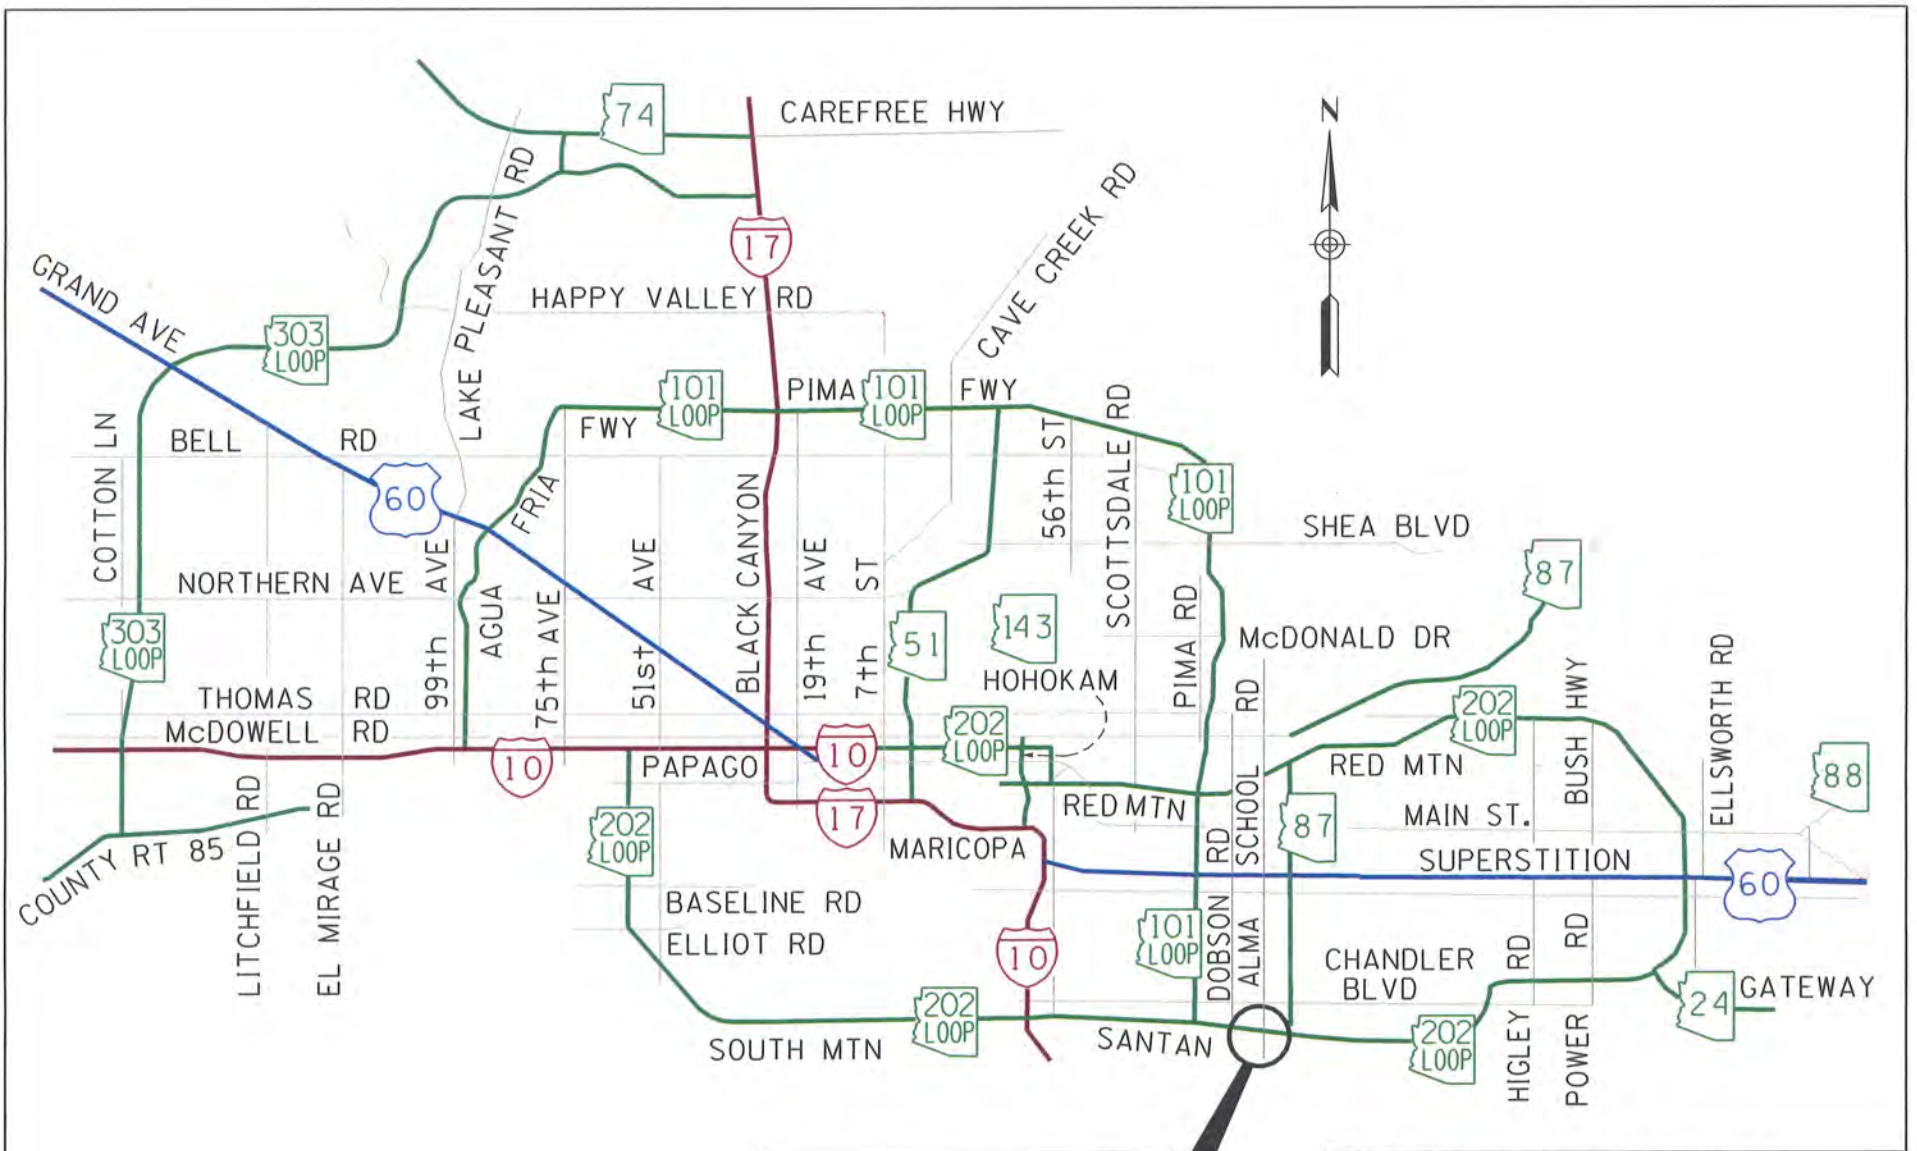 N
74
CAREFREE HWY
LAKE PLEASANT RD
17
CAVE CREEK RD
GRAND AVE
HAPPY VALLEY RD
303
LOOP
101
LOOP
PIMA
101
LOOP
FWY
FWY
COTTON LN
BELL RD
60
FRIA
BLACK CANYON
56th ST
SCOTTSDALE RD
101
LOOP
SHEA BLVD
87
NORTHERN AVE
99th AVE
AGUA
75th AVE
51st AVE
19th AVE
7th ST
303
LOOP
51
143
HOHOKAM
PIMA RD
McDONALD DR
ELLSWORTH RD
THOMAS RD
McDOWELL RD
202
LOOP
202
LOOP
BUSH HWY
10
PAPAGO
10
RED MTN
88
LITCHFIELD RD
EL MIRAGE RD
202
LOOP
17
RED MTN
87
MAIN ST.
COUNTY RT 85
MARICOPA
SUPERSTITION
60
BASELINE RD
ELLIOT RD
10
101
LOOP
DOBSON RD
ALMA SCHOOL RD
CHANDLER
BLVD
HIGLEY RD
POWER RD
24
GATEWAY
202
LOOP
SOUTH MTN
SANTAN
202
LOOP